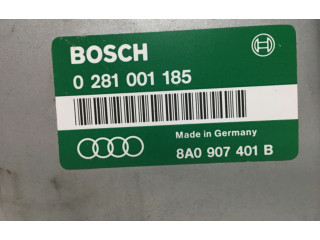 BOSCH
0 281 001 185
Made in Germany
8A0 907 401 B